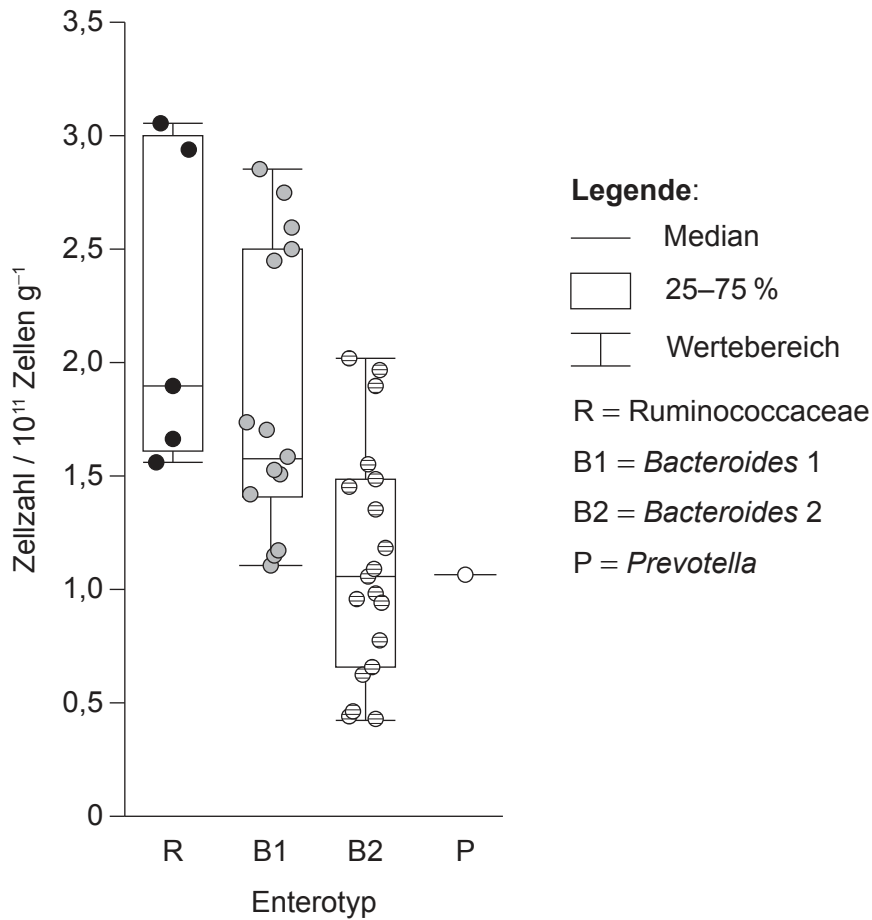 3,5
3,0
2,5
2,0
1,5
1,0
0,5
0
Zellzahl / 10¹¹ Zellen g⁻¹
R B1 B2 P
Enterotyp
Legende:
Median
25–75 %
Wertebereich
R = Ruminococcaceae
B1 = Bacteroides 1
B2 = Bacteroides 2
P = Prevotella